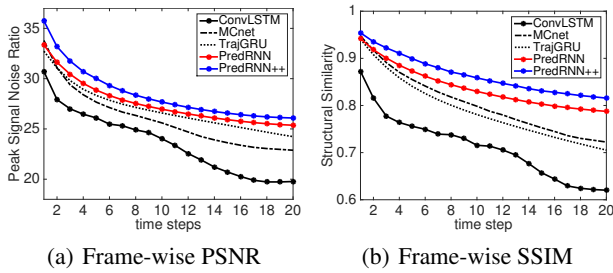 Peak Signal Noise Ratio
35
30
25
20
ConvLSTM
MCnet
TrajGRU
PredRNN
PredRNN++
2 4 6 8 10 12 14 16 18 20
time steps
(a) Frame-wise PSNR
Structural Similarity
1
0.9
0.8
0.7
0.6
ConvLSTM
MCnet
TrajGRU
PredRNN
PredRNN++
2 4 6 8 10 12 14 16 18 20
time step
(b) Frame-wise SSIM